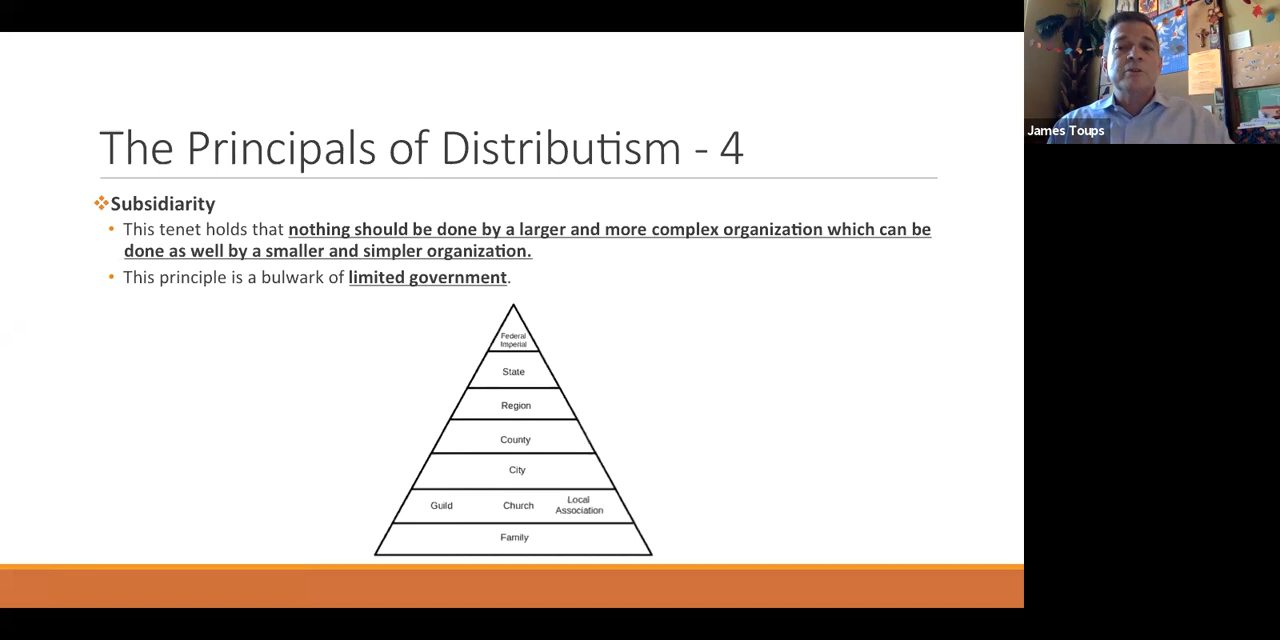 The Principals of Distributism - 4
Subsidiarity
This tenet holds that nothing should be done by a larger and more complex organization which can be
done as well by a smaller and simpler organization.
This principle is a bulwark of limited government.
Federal
Imperial
State
Region
County
City
Guild Church Local
Association
Family
James Toups